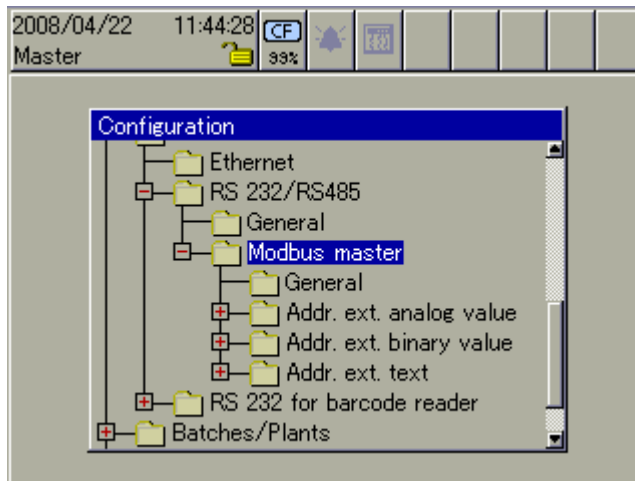 2008/04/22 11:44:28 CF
Master 99%
Configuration
Ethernet
RS 232/RS485
General
Modbus master
General
Addr. ext. analog value
Addr. ext. binary value
Addr. ext. text
RS 232 for barcode reader
Batches/Plants